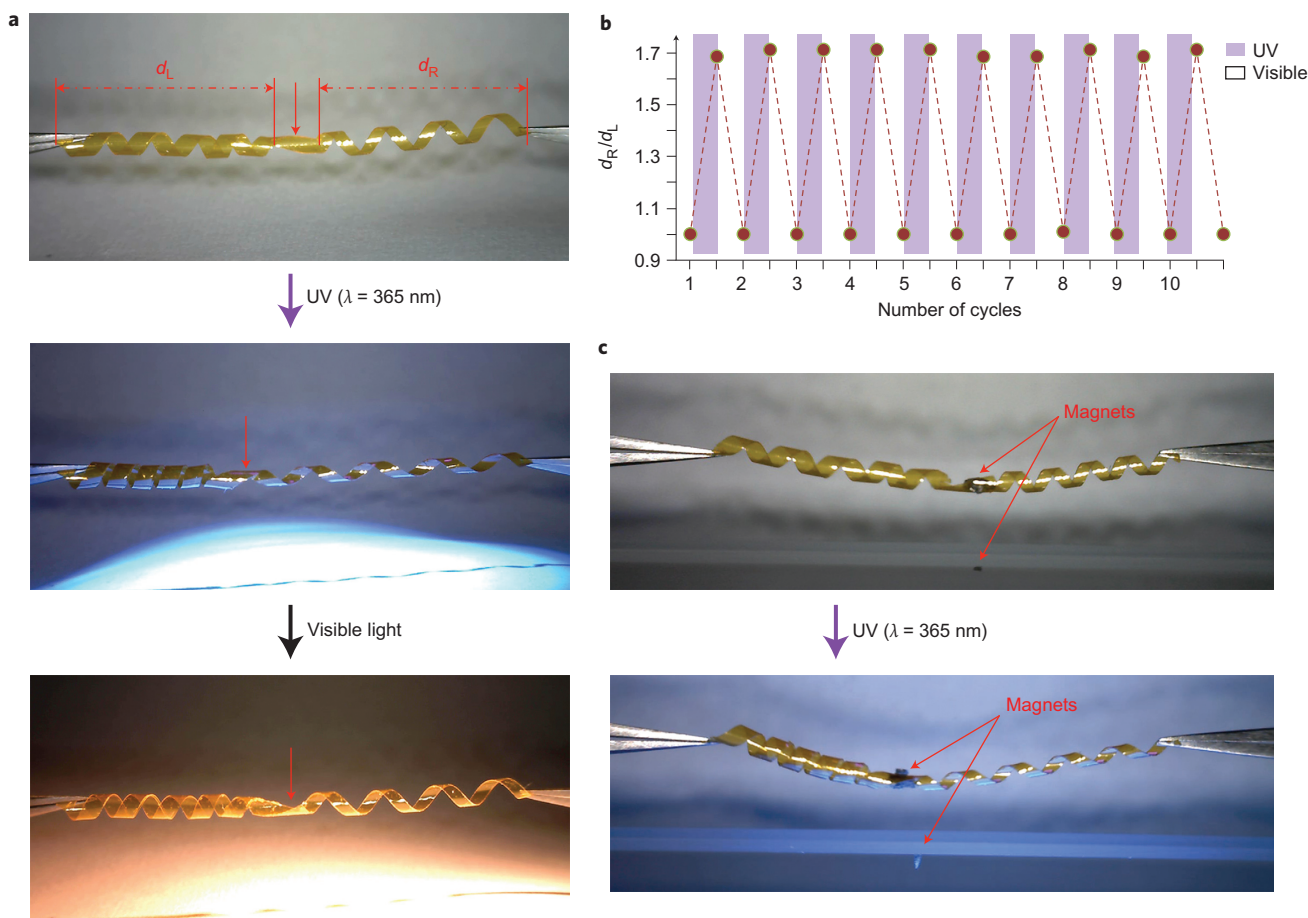 a
d_L
d_R
UV (λ = 365 nm)
Visible light
b
1.7
1.5
1.3
1.1
0.9
d_R/d_L
1 2 3 4 5 6 7 8 9 10
Number of cycles
UV
Visible
c
Magnets
UV (λ = 365 nm)
Magnets